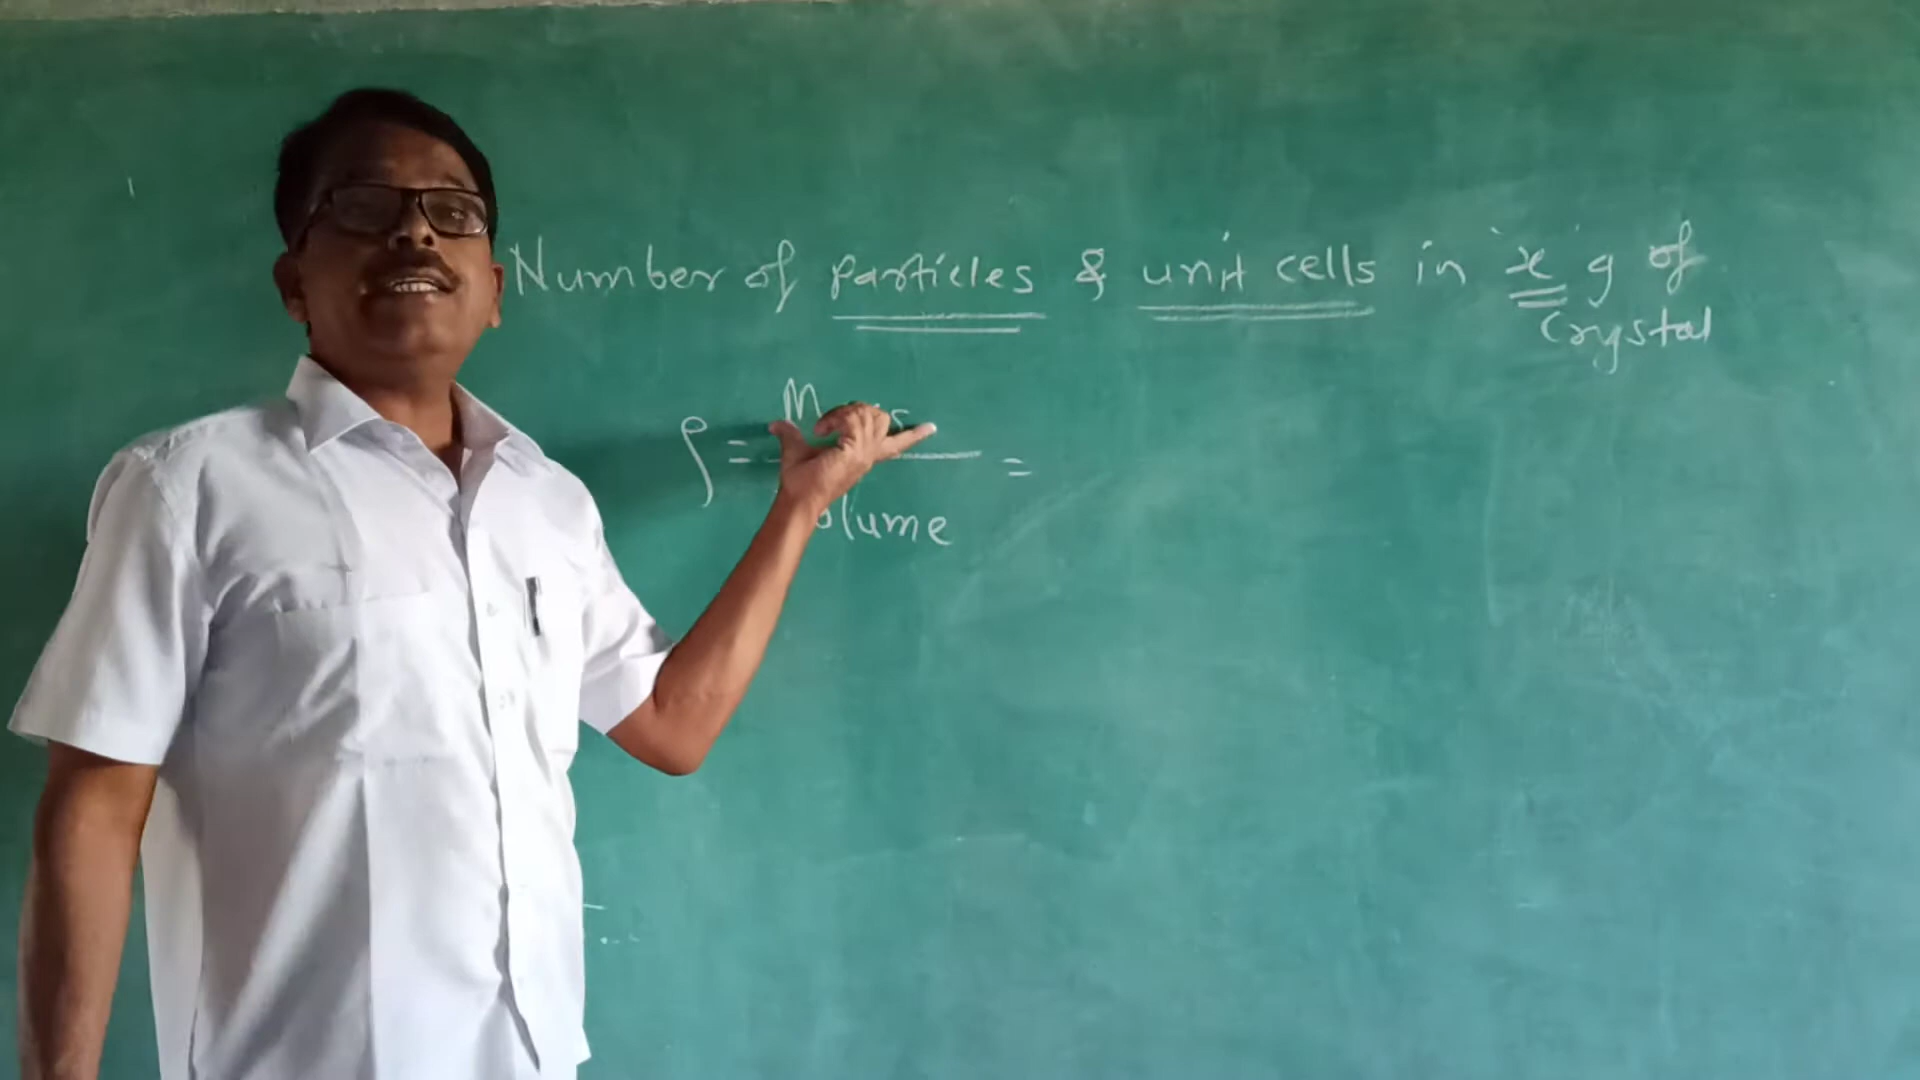 Number of particles & unit cells in 'x' g of
crystal
ρ = Mass =
Volume